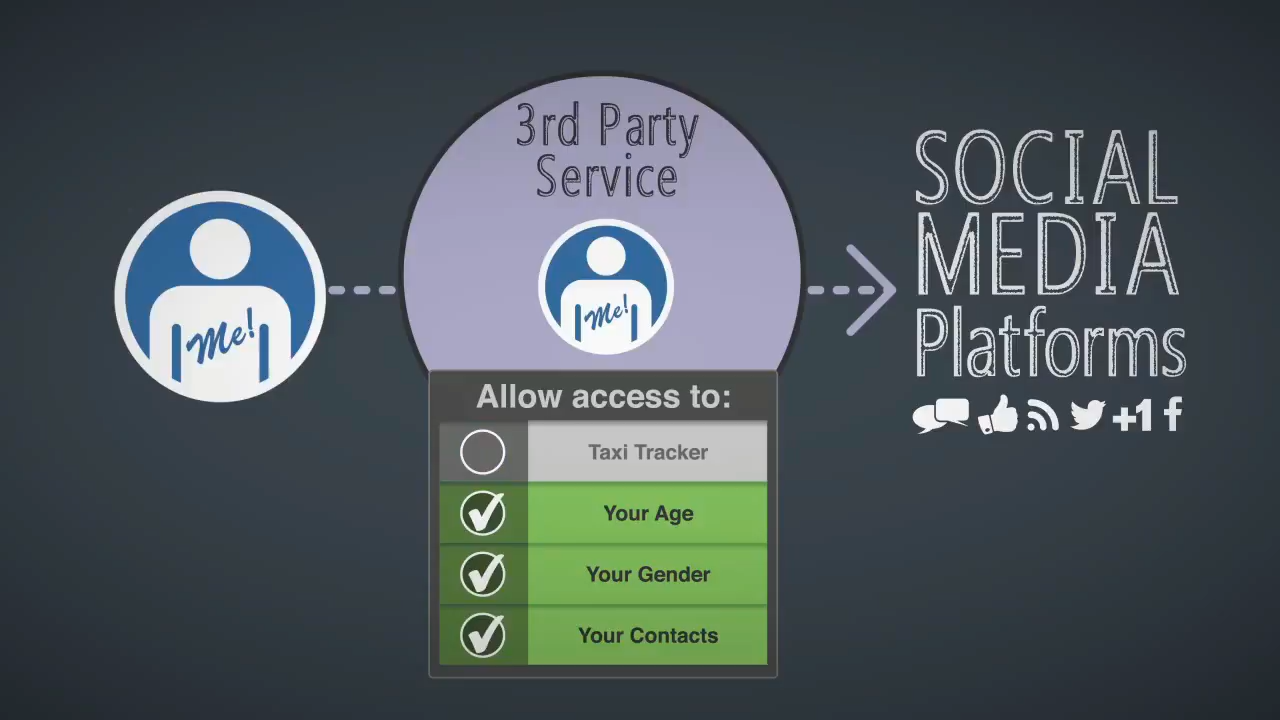 3rd Party
Service
Me!
Me!
SOCIAL
MEDIA
Platforms
+1 f
Allow access to:
Taxi Tracker
Your Age
Your Gender
Your Contacts